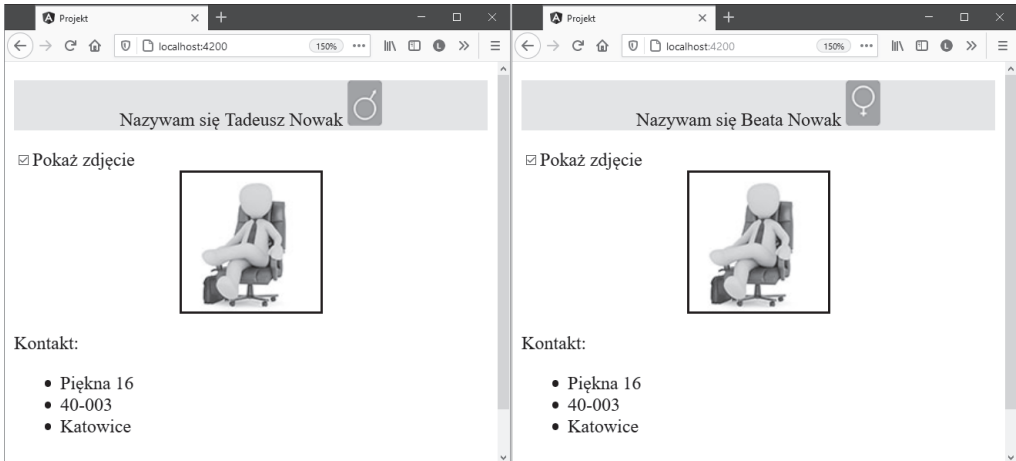 Projekt
localhost:4200
150%
Nazywam się Tadeusz Nowak
Pokaż zdjęcie
Kontakt:
Piękna 16
40-003
Katowice
Projekt
localhost:4200
150%
Nazywam się Beata Nowak
Pokaż zdjęcie
Kontakt:
Piękna 16
40-003
Katowice